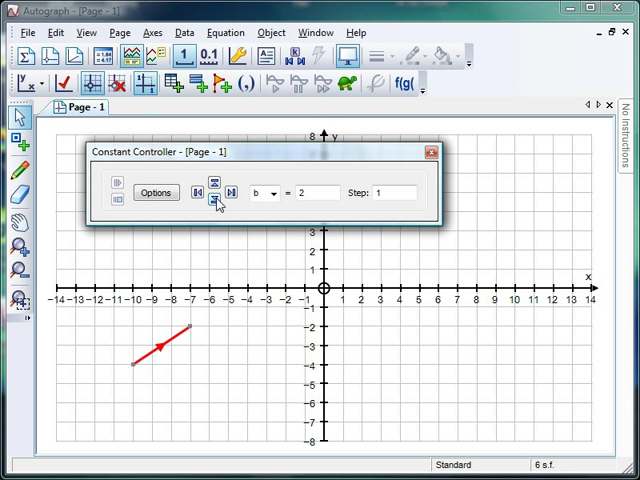 Autograph - [Page - 1]
File Edit View Page Axes Data Equation Object Window Help
1 0.1 k
y x f(g(
Page - 1
No Instructions
8 y
Constant Controller - [Page - 1]
Options b = 2 Step: 1
3
2
1
x
−14 −13 −12 −11 −10 −9 −8 −7 −6 −5 −4 −3 −2 −1 1 2 3 4 5 6 7 8 9 10 11 12 13 14
−1
−2
−3
−4
−5
−6
−7
−8
Standard 6 s.f.